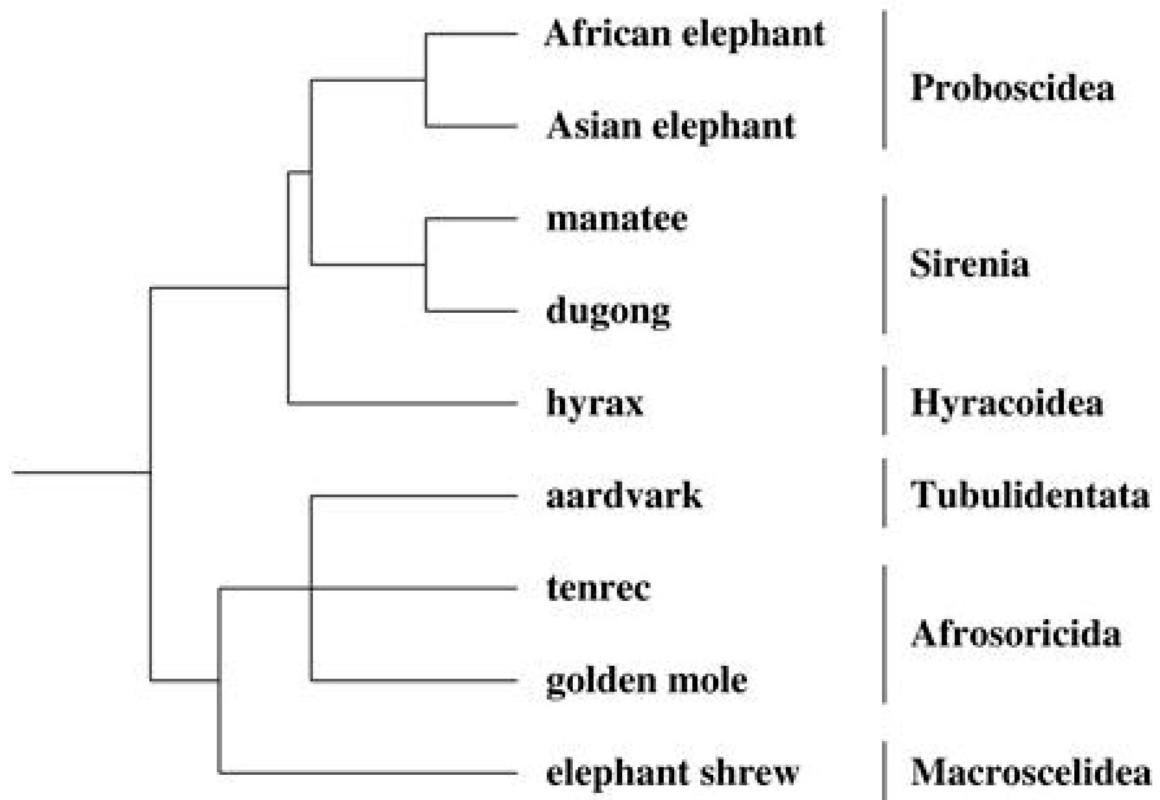 African elephant
Asian elephant
Proboscidea
manatee
dugong
Sirenia
hyrax
Hyracoidea
aardvark
Tubulidentata
tenrec
golden mole
Afrosoricida
elephant shrew
Macroscelidea